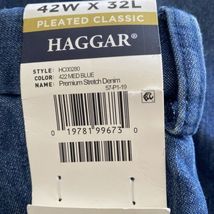 42W X 32L
PLEATED CLASSIC
HAGGAR
STYLE: HC00280
COLOR: 422 MED BLUE
NAME: Premium Stretch Denim
57-P1-19
0 19781 99673 0